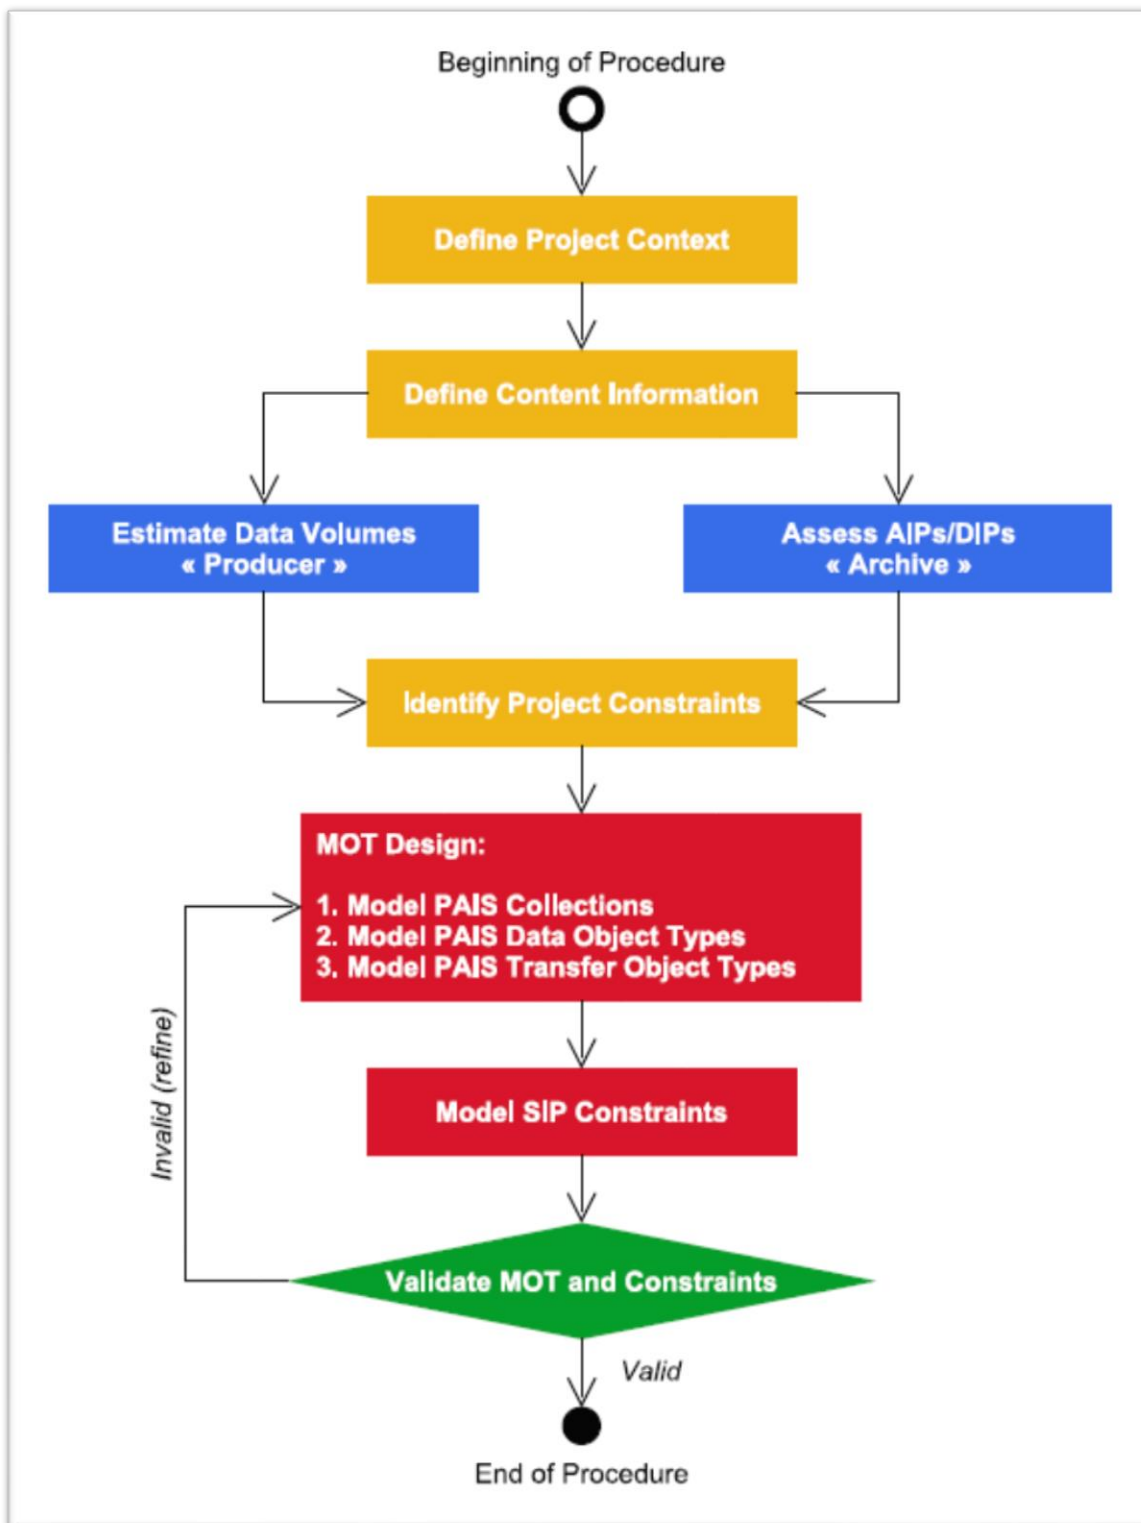 Beginning of Procedure
Define Project Context
Define Content Information
Estimate Data Volumes
« Producer »
Assess AIPs/DIPs
« Archive »
Identify Project Constraints
MOT Design:
1. Model PAIS Collections
2. Model PAIS Data Object Types
3. Model PAIS Transfer Object Types
Invalid (refine)
Model SIP Constraints
Validate MOT and Constraints
Valid
End of Procedure